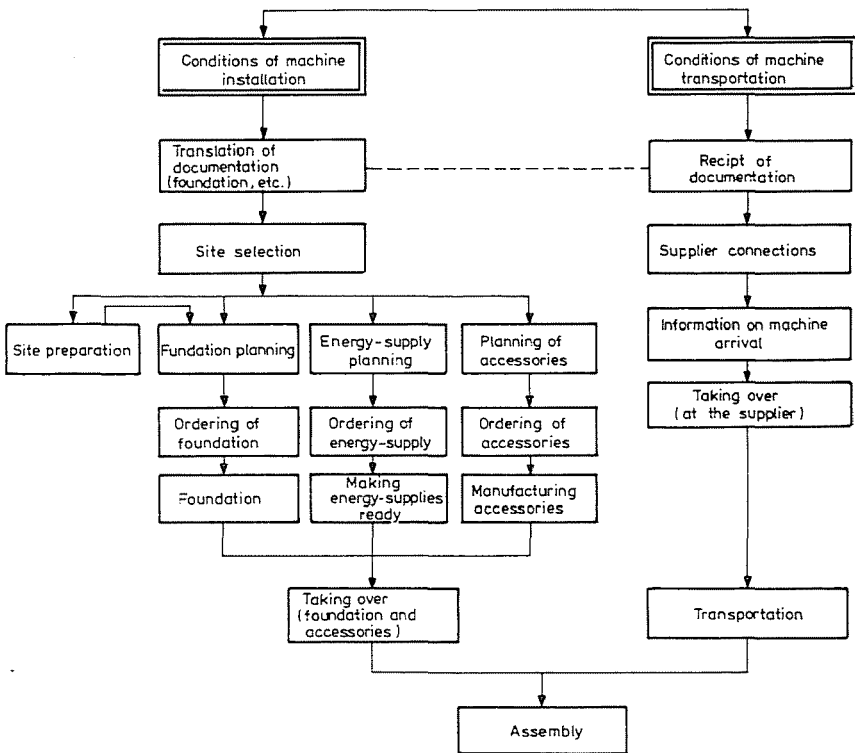 Conditions of machine
installation
Conditions of machine
transportation
Translation of
documentation
(foundation, etc.)
Recipt of
documentation
Site selection
Supplier connections
Site preparation
Fundation planning
Energy-supply
planning
Planning of
accessories
Information on machine
arrival
Taking over
(at the supplier)
Ordering of
foundation
Ordering of
energy-supply
Ordering of
accessories
Foundation
Making
energy-supplies
ready
Manufacturing
accessories
Taking over
(foundation and
accessories)
Transportation
Assembly